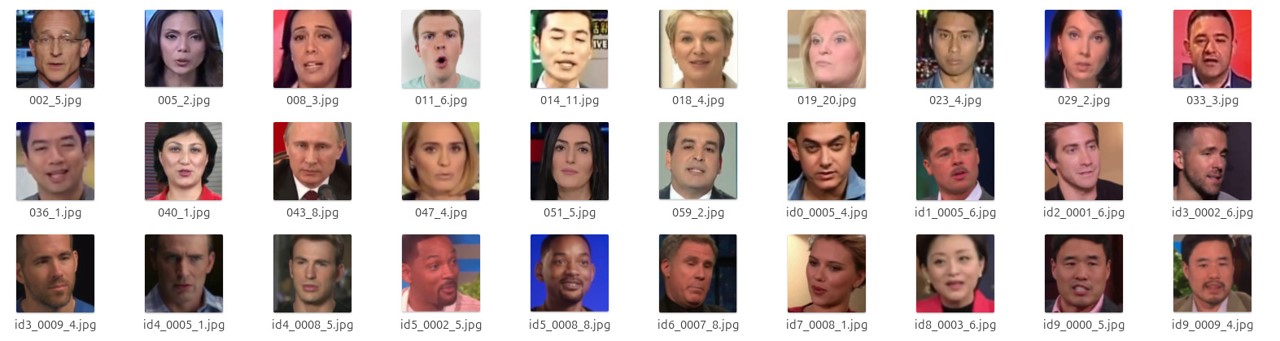 002_5.jpg 005_2.jpg 008_3.jpg 011_6.jpg 014_11.jpg 018_4.jpg 019_20.jpg 023_4.jpg 029_2.jpg 033_3.jpg
036_1.jpg 040_1.jpg 043_8.jpg 047_4.jpg 051_5.jpg 059_2.jpg id0_0005_4.jpg id1_0005_6.jpg id2_0001_6.jpg id3_0002_6.jpg
id3_0009_4.jpg id4_0005_1.jpg id4_0008_5.jpg id5_0002_5.jpg id5_0008_8.jpg id6_0007_8.jpg id7_0008_1.jpg id8_0003_6.jpg id9_0000_5.jpg id9_0009_4.jpg